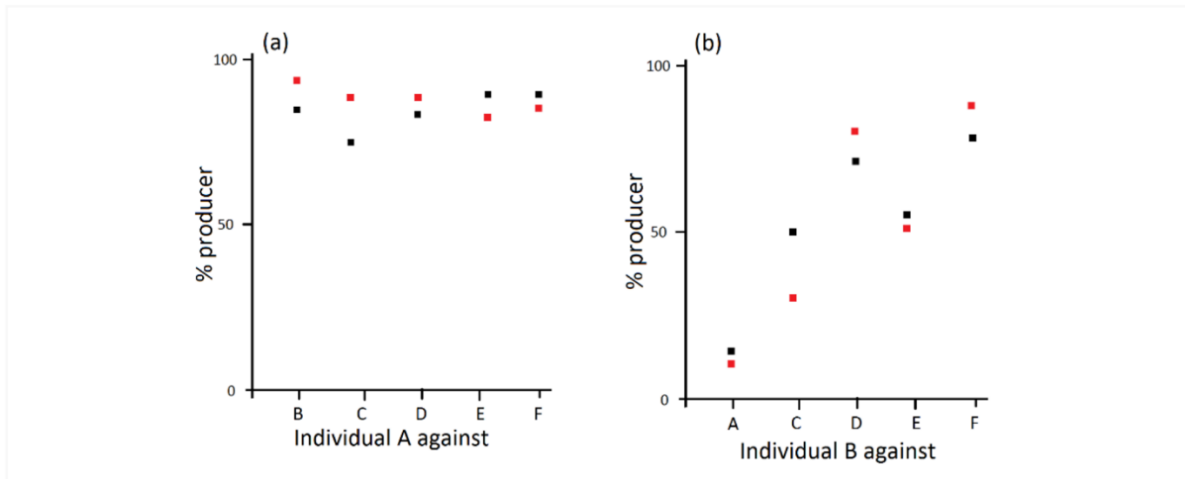 (a)
100
50
0
% producer
B C D E F
Individual A against
(b)
100
50
0
% producer
A C D E F
Individual B against